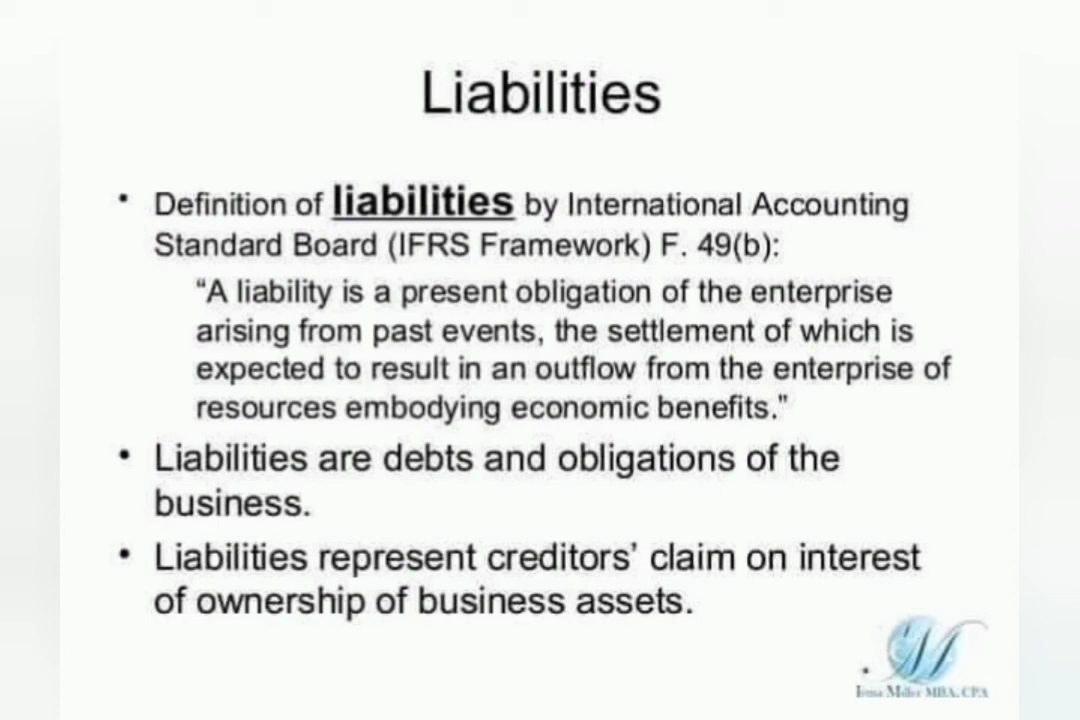 Liabilities
• Definition of liabilities by International Accounting
Standard Board (IFRS Framework) F. 49(b):
“A liability is a present obligation of the enterprise
arising from past events, the settlement of which is
expected to result in an outflow from the enterprise of
resources embodying economic benefits.”
• Liabilities are debts and obligations of the
business.
• Liabilities represent creditors’ claim on interest
of ownership of business assets.
M
Irena Miller MBA, CPA